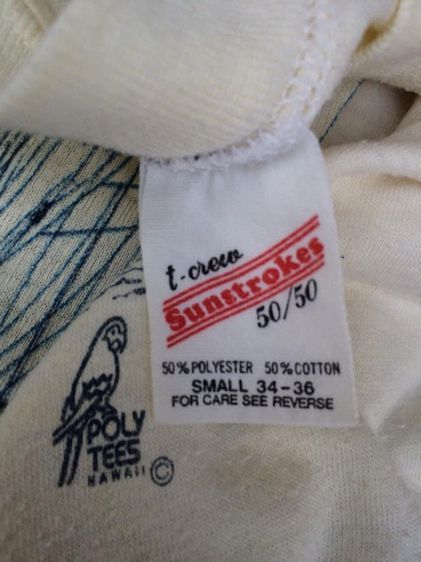 t-crew
Sunstrokes
50/50
50% POLYESTER 50% COTTON
SMALL 34-36
FOR CARE SEE REVERSE
POLY
TEES
HAWAII ©